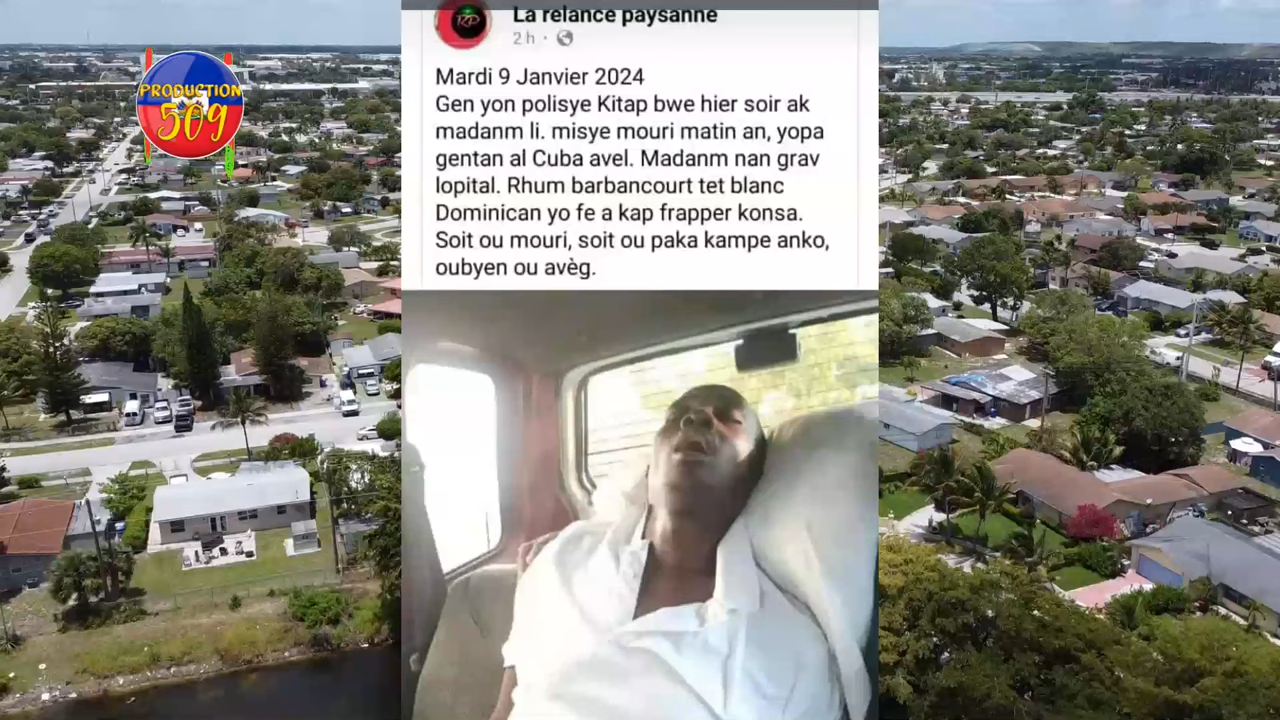 PRODUCTION
509
RP
La relance paysanne
2 h ·
Mardi 9 Janvier 2024
Gen yon polisye Kitap bwe hier soir ak
madanm li. misye mouri matin an, yopa
gentan al Cuba avel. Madanm nan grav
lopital. Rhum barbancourt tet blanc
Dominican yo fe a kap frapper konsa.
Soit ou mouri, soit ou paka kampe anko,
oubyen ou avèg.